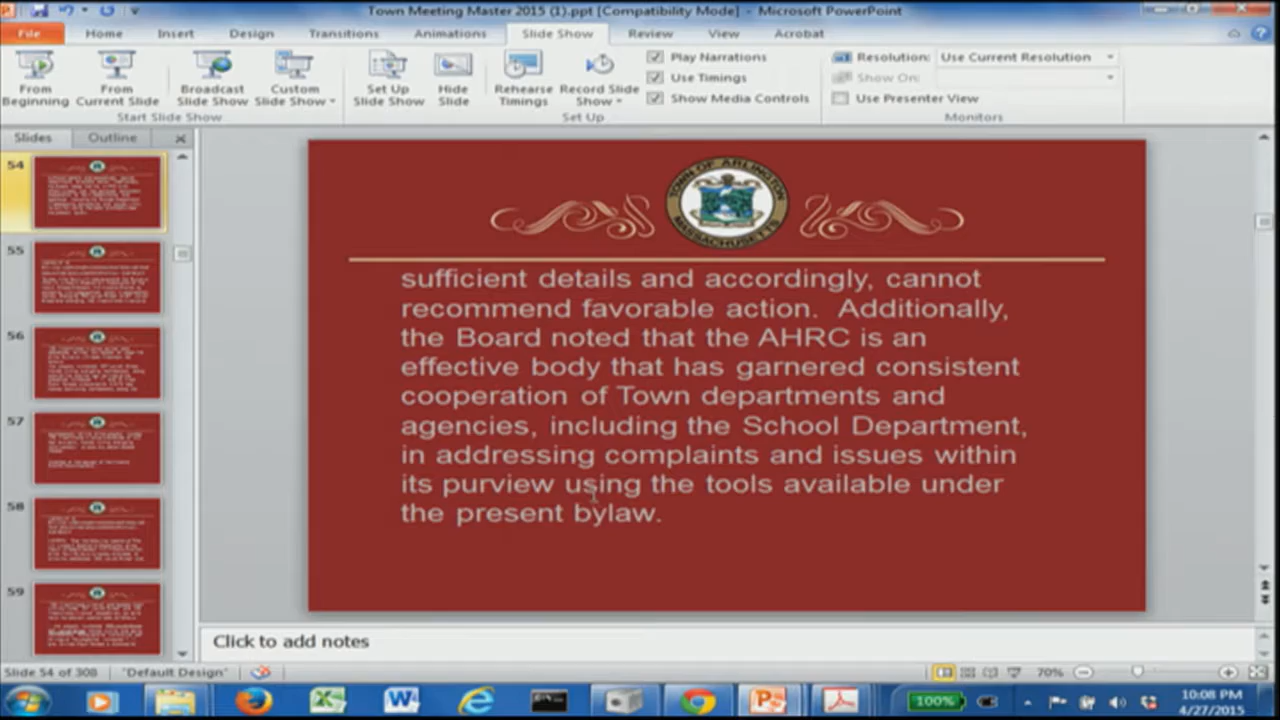 Town Meeting Master 2015 (1).ppt [Compatibility Mode] - Microsoft PowerPoint
File Home Insert Design Transitions Animations Slide Show Review View Acrobat
From Beginning
From Current Slide
Broadcast Slide Show
Custom Slide Show
Start Slide Show
Set Up Slide Show
Hide Slide
Rehearse Timings
Record Slide Show
Play Narrations
Use Timings
Show Media Controls
Set Up
Resolution: Use Current Resolution
Show On:
Use Presenter View
Monitors
Slides Outline
54
55
56
57
58
59
TOWN OF ARLINGTON
MASSACHUSETTS
sufficient details and accordingly, cannot
recommend favorable action. Additionally,
the Board noted that the AHRC is an
effective body that has garnered consistent
cooperation of Town departments and
agencies, including the School Department,
in addressing complaints and issues within
its purview using the tools available under
the present bylaw.
Click to add notes
Slide 54 of 308 "Default Design" 70%
100%
10:08 PM
4/27/2015